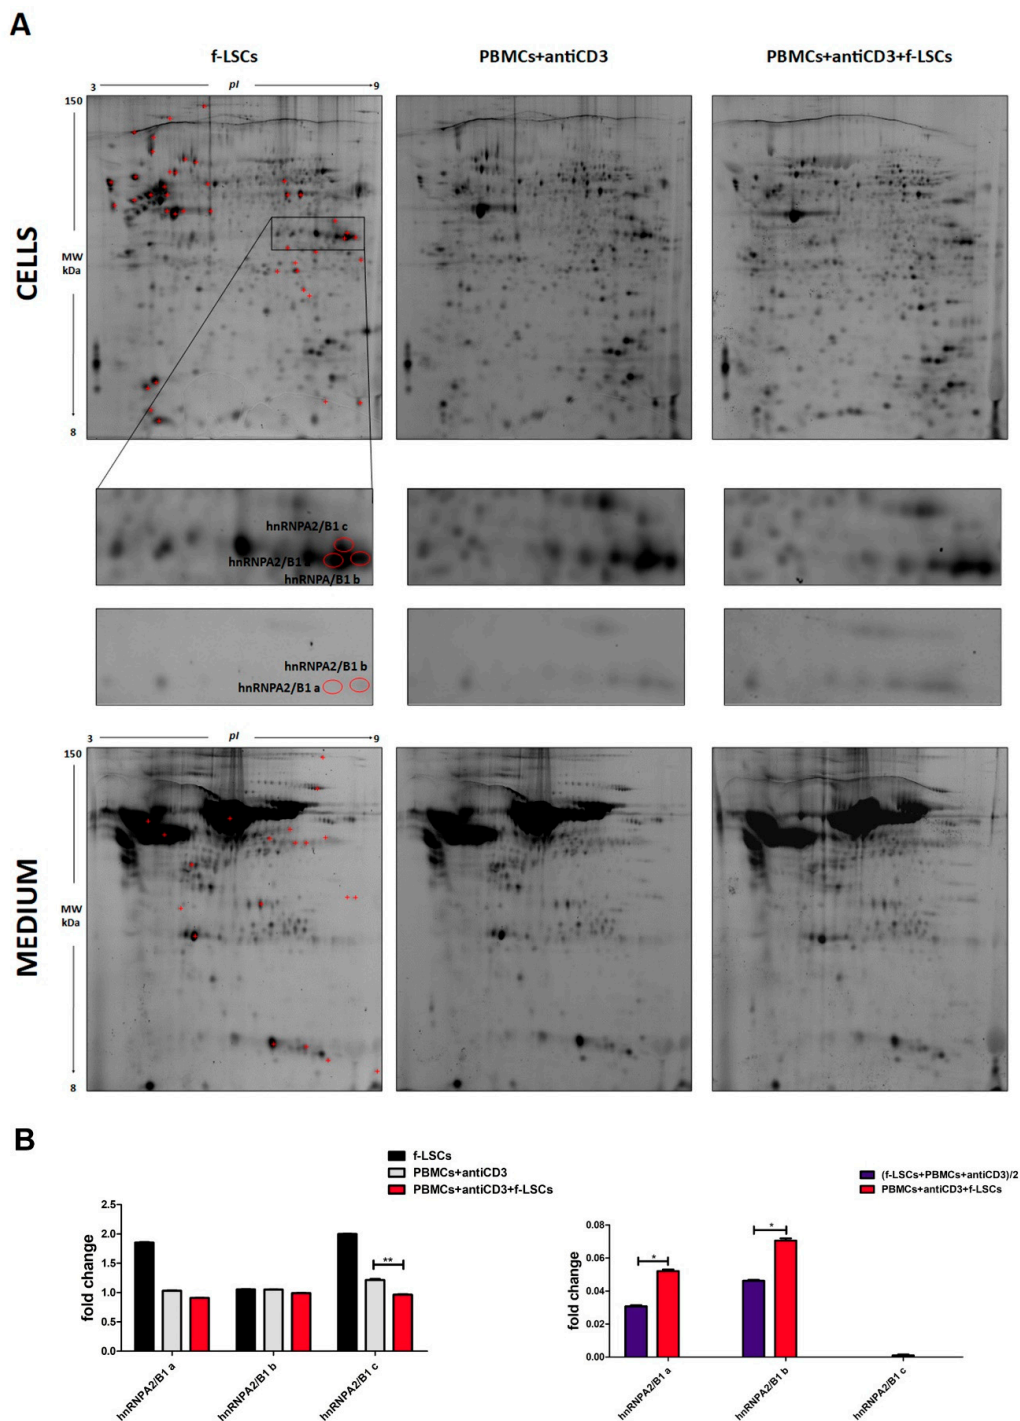 A
f-LSCs PBMCs+antiCD3 PBMCs+antiCD3+f-LSCs
3 pI 9
150
CELLS
MW
kDa
8
hnRNPA2/B1 c
hnRNPA2/B1
hnRNPA/B1 b
hnRNPA2/B1 b
hnRNPA2/B1 a
3 pI 9
150
MEDIUM
MW
kDa
8
B
f-LSCs
PBMCs+antiCD3
PBMCs+antiCD3+f-LSCs
fold change
2.5
2.0
1.5
1.0
0.5
0.0
**
hnRNPA2/B1 a
hnRNPA2/B1 b
hnRNPA2/B1 c
(f-LSCs+PBMCs+antiCD3)/2
PBMCs+antiCD3+f-LSCs
fold change
0.08
0.06
0.04
0.02
0.00
*
*
hnRNPA2/B1 a
hnRNPA2/B1 b
hnRNPA2/B1 c